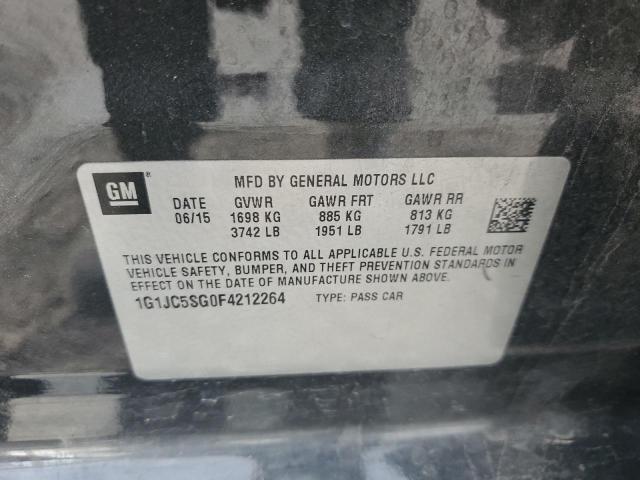 GM
MFD BY GENERAL MOTORS LLC
DATE GVWR GAWR FRT GAWR RR
06/15 1698 KG 885 KG 813 KG
3742 LB 1951 LB 1791 LB
THIS VEHICLE CONFORMS TO ALL APPLICABLE U.S. FEDERAL MOTOR
VEHICLE SAFETY, BUMPER, AND THEFT PREVENTION STANDARDS IN
EFFECT ON THE DATE OF MANUFACTURE SHOWN ABOVE.
1G1JC5SG0F4212264 TYPE: PASS CAR